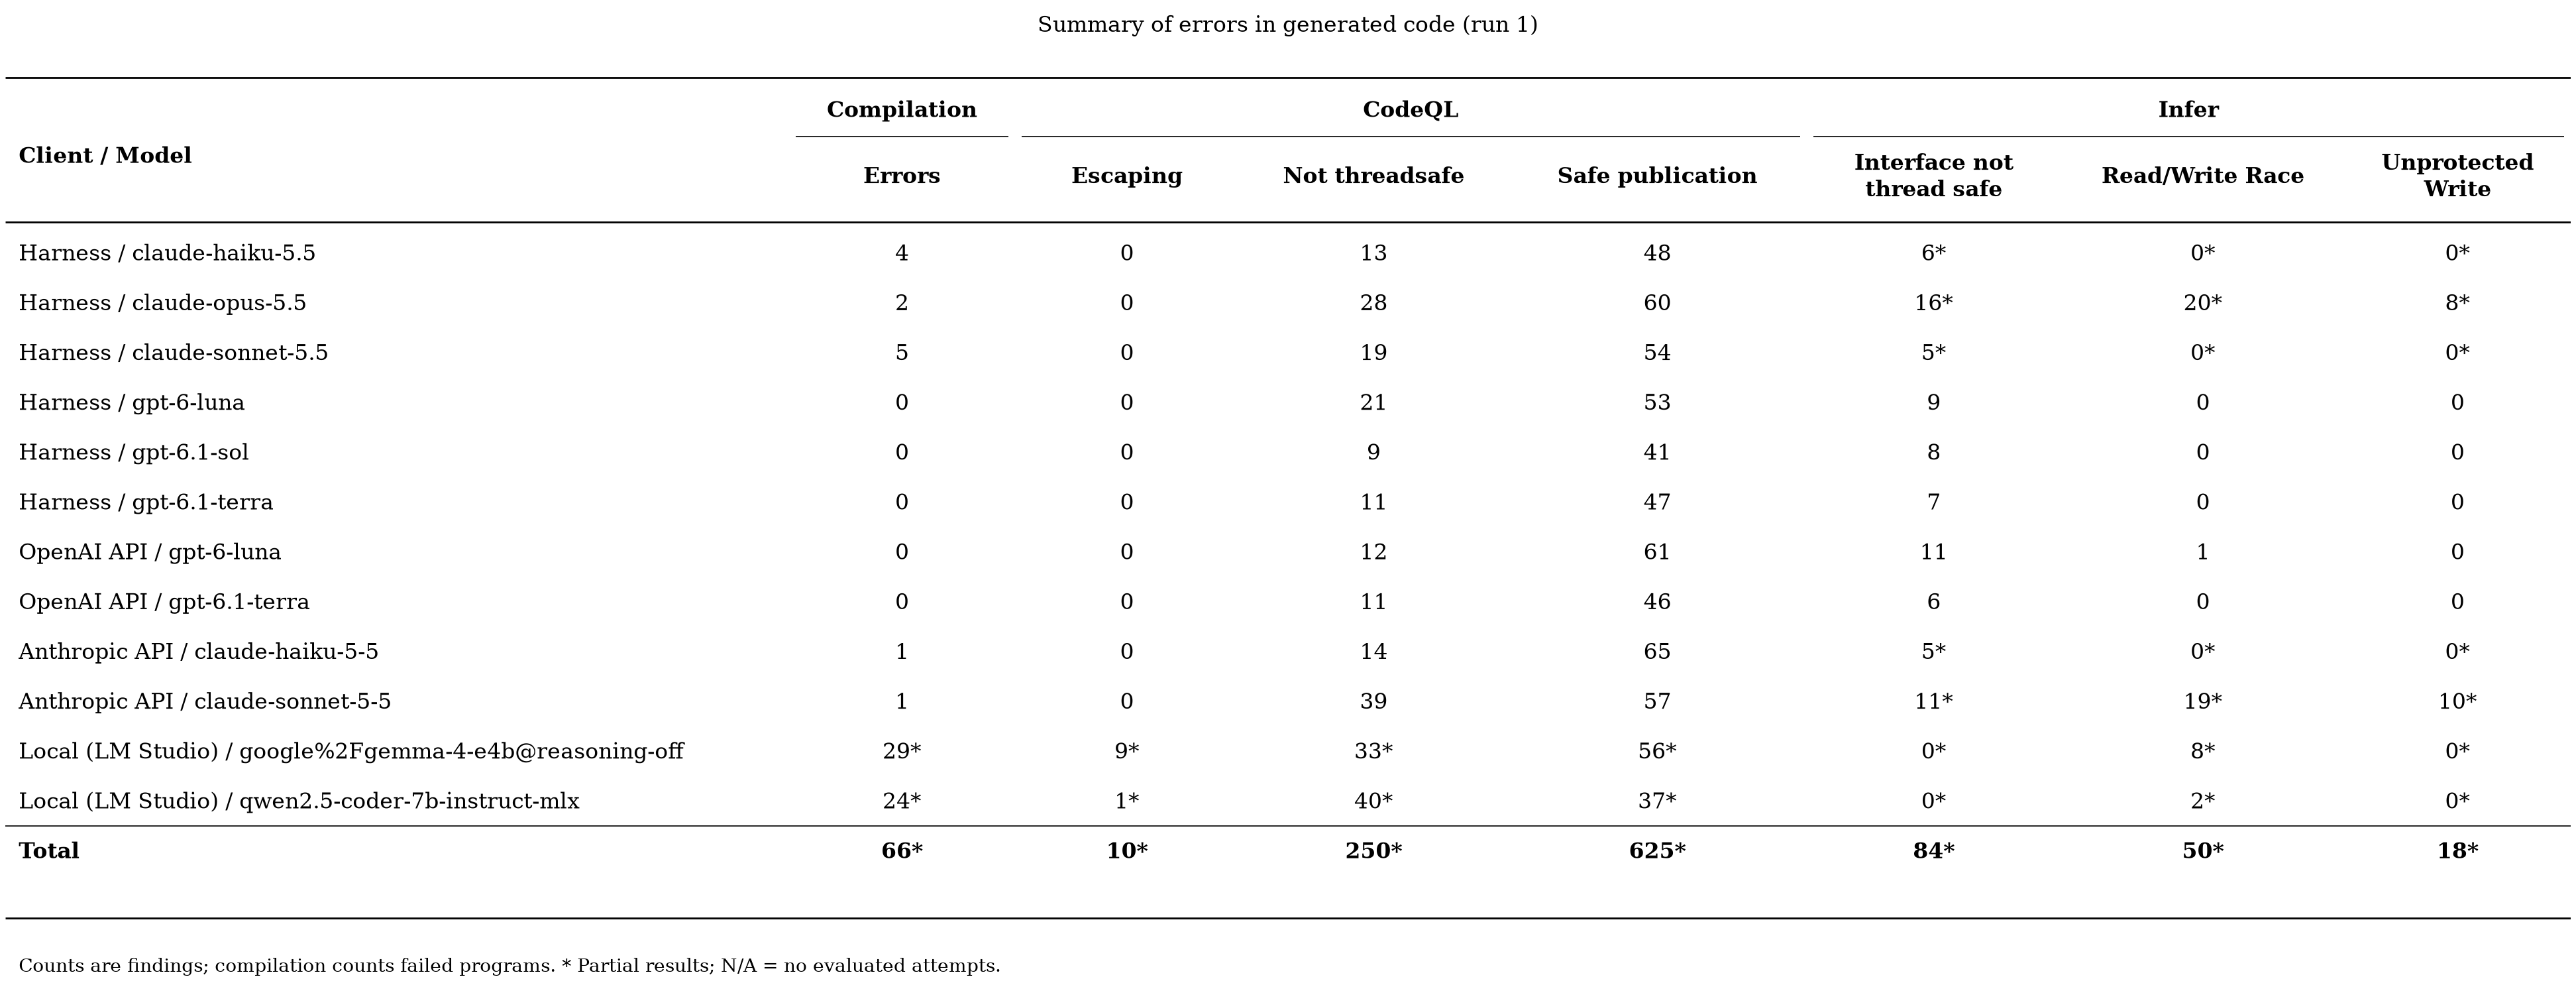 Summary of errors in generated code (run 1)
Compilation CodeQL Infer
Client / Model Errors Escaping Not threadsafe Safe publication Interface not thread safe Read/Write Race Unprotected Write
Harness / claude-haiku-5.5 4 0 13 48 6* 0* 0*
Harness / claude-opus-5.5 2 0 28 60 16* 20* 8*
Harness / claude-sonnet-5.5 5 0 19 54 5* 0* 0*
Harness / gpt-6-luna 0 0 21 53 9 0 0
Harness / gpt-6.1-sol 0 0 9 41 8 0 0
Harness / gpt-6.1-terra 0 0 11 47 7 0 0
OpenAI API / gpt-6-luna 0 0 12 61 11 1 0
OpenAI API / gpt-6.1-terra 0 0 11 46 6 0 0
Anthropic API / claude-haiku-5-5 1 0 14 65 5* 0* 0*
Anthropic API / claude-sonnet-5-5 1 0 39 57 11* 19* 10*
Local (LM Studio) / google%2Fgemma-4-e4b@reasoning-off 29* 9* 33* 56* 0* 8* 0*
Local (LM Studio) / qwen2.5-coder-7b-instruct-mlx 24* 1* 40* 37* 0* 2* 0*
Total 66* 10* 250* 625* 84* 50* 18*
Counts are findings; compilation counts failed programs. * Partial results; N/A = no evaluated attempts.